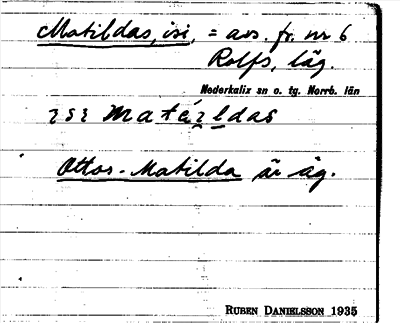 Matildas, isi, = avs. fr. nr 6
Rolfs, läg.
Nederkalix sn o. tg. Norrb. län
Ottos-Matilda är äg.
RUBEN DANIELSSON 1935